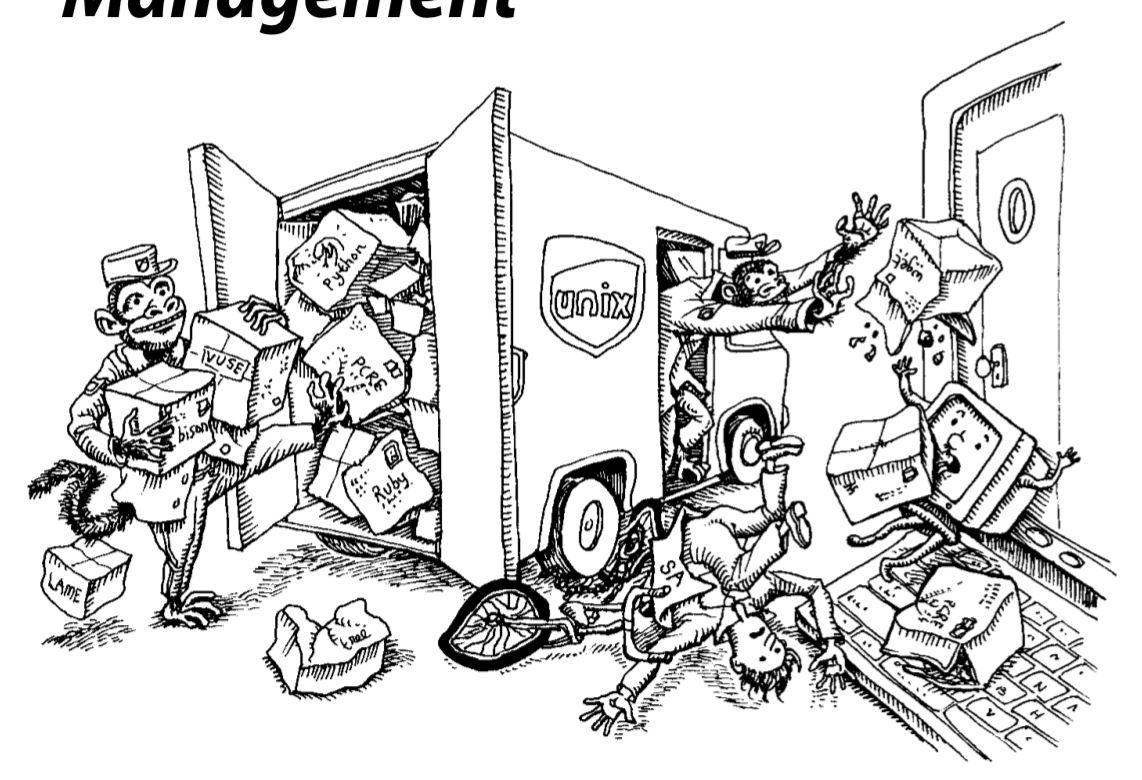 Management
Python
unix
VUSE
PCRE
bison
Ruby
LAME
SA